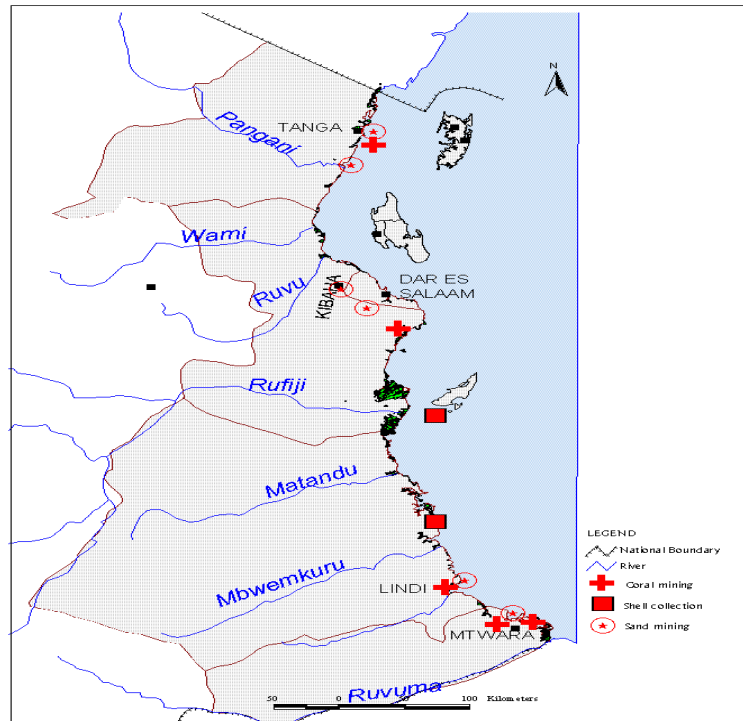 N
TANGA
Pangani
Wami
Ruvu
KIBAHA
DAR ES
SALAAM
Rufiji
Matandu
Mbwemkuru
LINDI
MTWARA
Ruvuma
LEGEND
National Boundary
River
Coral mining
Shell collection
Sand mining
50 0 50 100 Kilometers